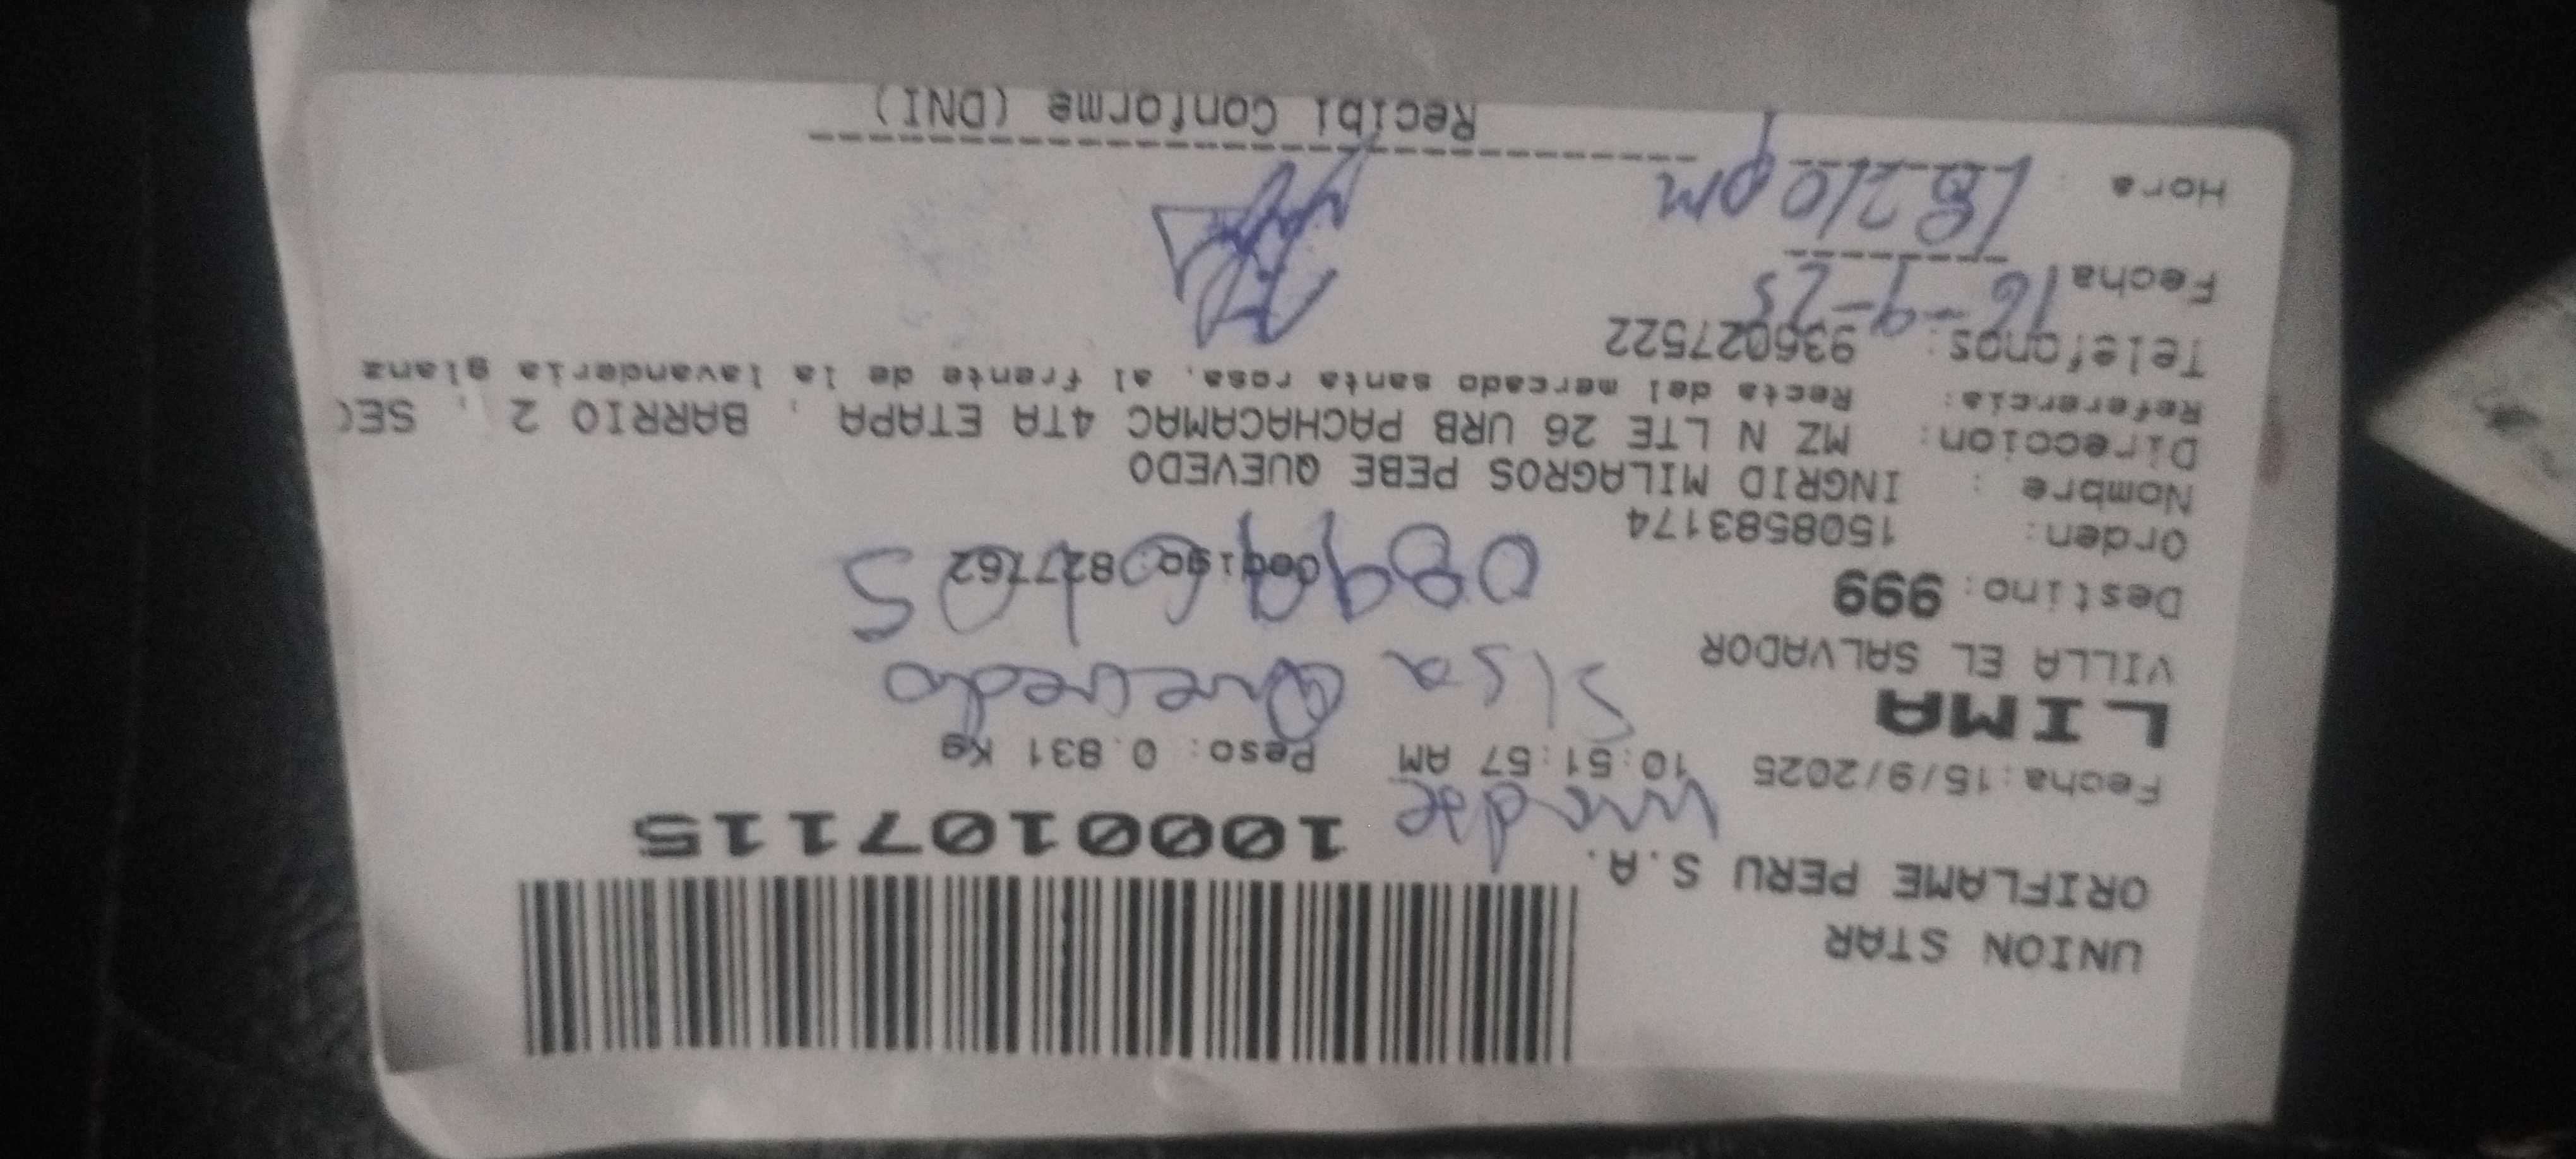 UNION STAR
ORIFLAME PERU S.A.
1000107115
madre
Fecha:15/9/2025 10:51:57 AM Peso: 0.831 Kg
LIMA
VILLA EL SALVADOR
Quevedo
Destino: 999
Codigo: 827762
Orden: 1508583174
Nombre : INGRID MILAGROS PEBE QUEVEDO
Direccion: MZ N LTE 26 URB PACHACAMAC 4TA ETAPA , BARRIO 2 , SEC
Referencia: Recta del mercado santa rosa, al frente de la lavanderia glanz
Telefonos: 936027522
Fecha 16-9-25
Hora : pm
Recibi Conforme (DNI)